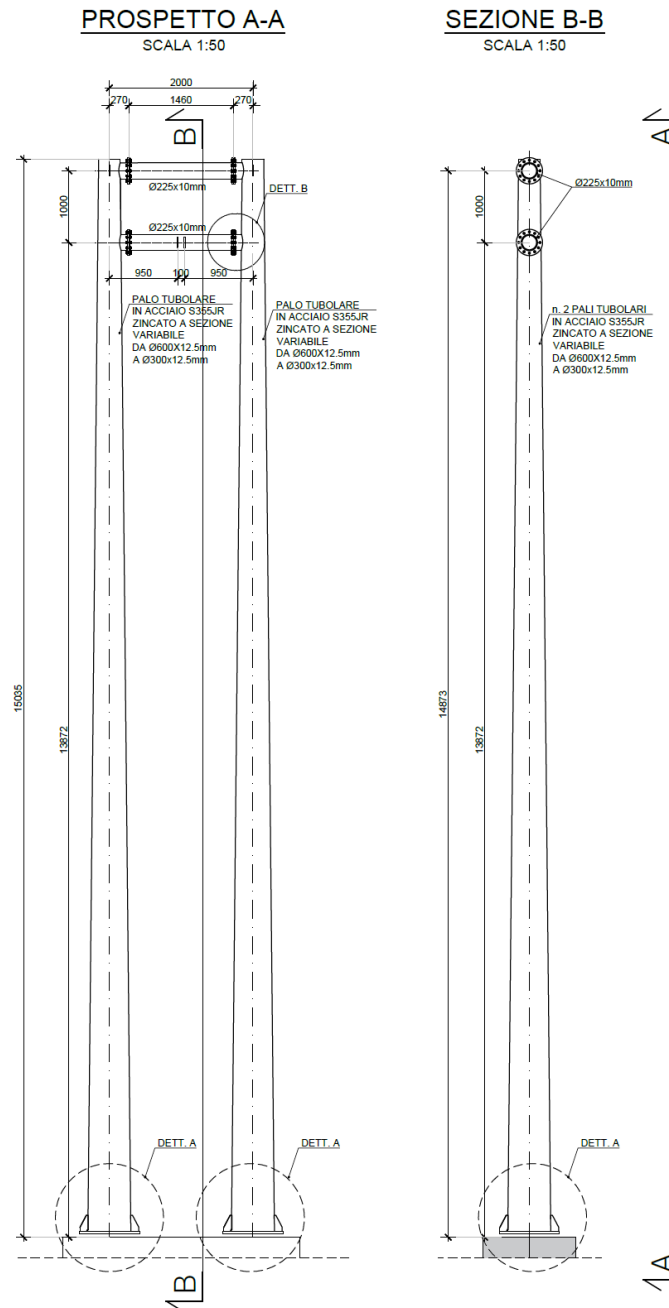 PROSPETTO A-A
SCALA 1:50
SEZIONE B-B
SCALA 1:50
2000
270
1460
270
B
A
Ø225x10mm
DETT. B
1000
Ø225x10mm
950
100
950
PALO TUBOLARE
IN ACCIAIO S355JR
ZINCATO A SEZIONE
VARIABILE
DA Ø600X12.5mm
A Ø300x12.5mm
PALO TUBOLARE
IN ACCIAIO S355JR
ZINCATO A SEZIONE
VARIABILE
DA Ø600X12.5mm
A Ø300x12.5mm
Ø225x10mm
1000
n. 2 PALI TUBOLARI
IN ACCIAIO S355JR
ZINCATO A SEZIONE
VARIABILE
DA Ø600X12.5mm
A Ø300x12.5mm
15035
13872
14873
13872
DETT. A
DETT. A
DETT. A
B
A